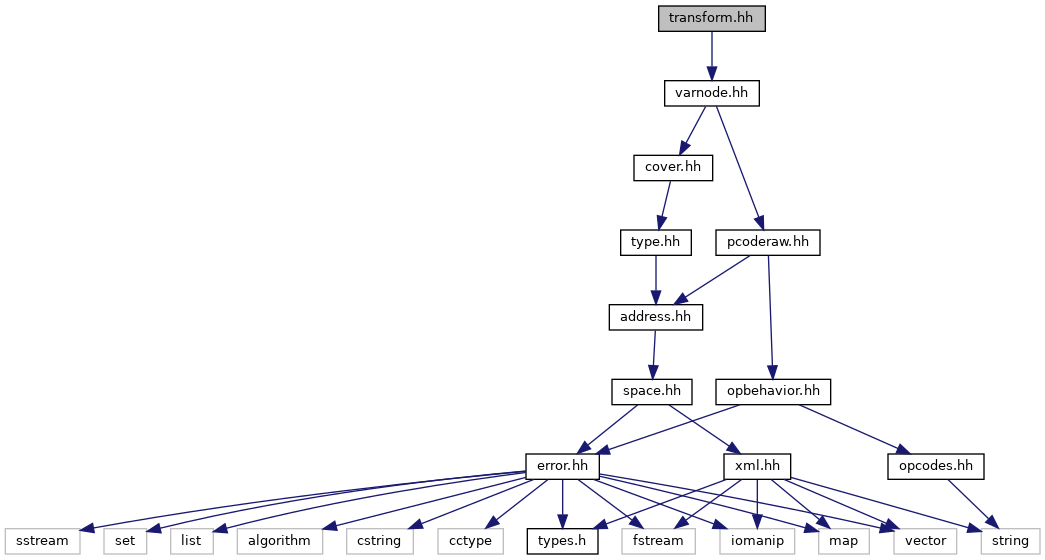 transform.hh
varnode.hh
cover.hh
type.hh
pcoderaw.hh
address.hh
space.hh
opbehavior.hh
error.hh
xml.hh
opcodes.hh
sstream
set
list
algorithm
cstring
cctype
types.h
fstream
iomanip
map
vector
string